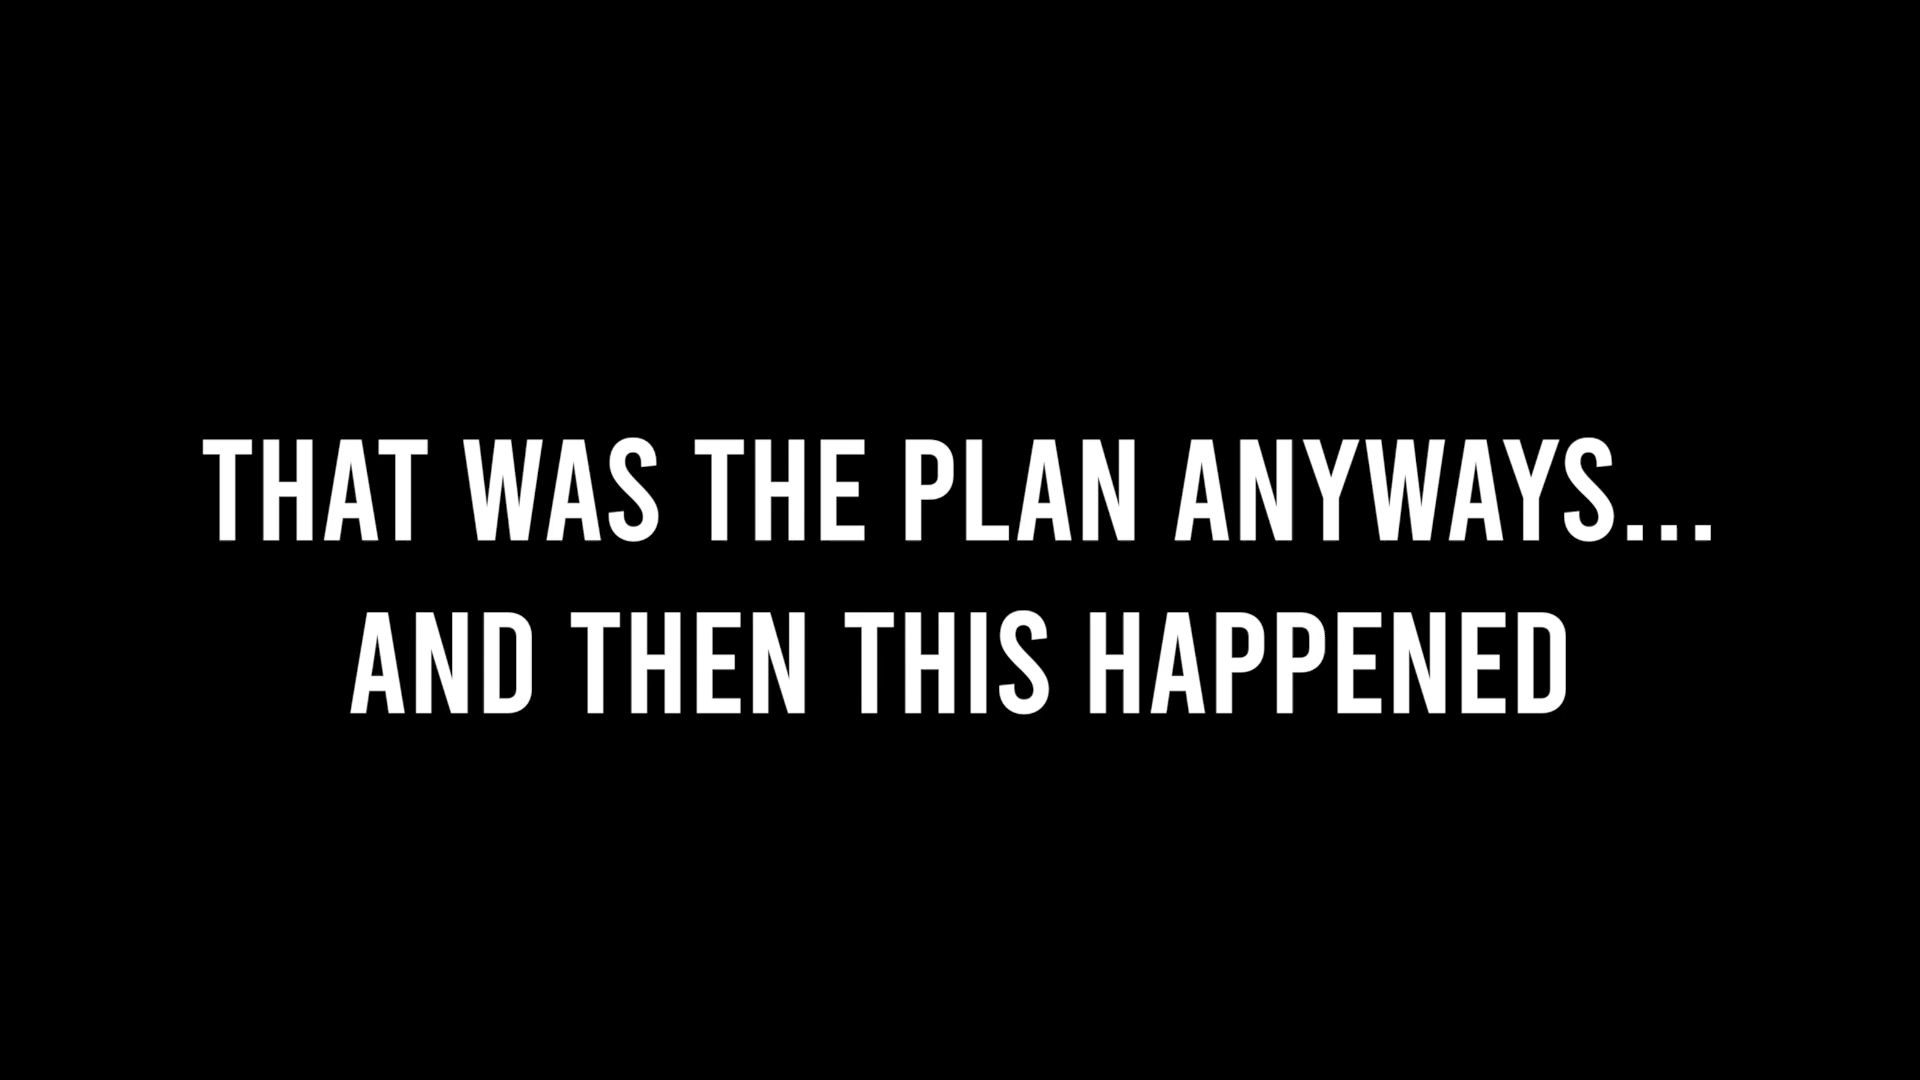 THAT WAS THE PLAN ANYWAYS...
AND THEN THIS HAPPENED